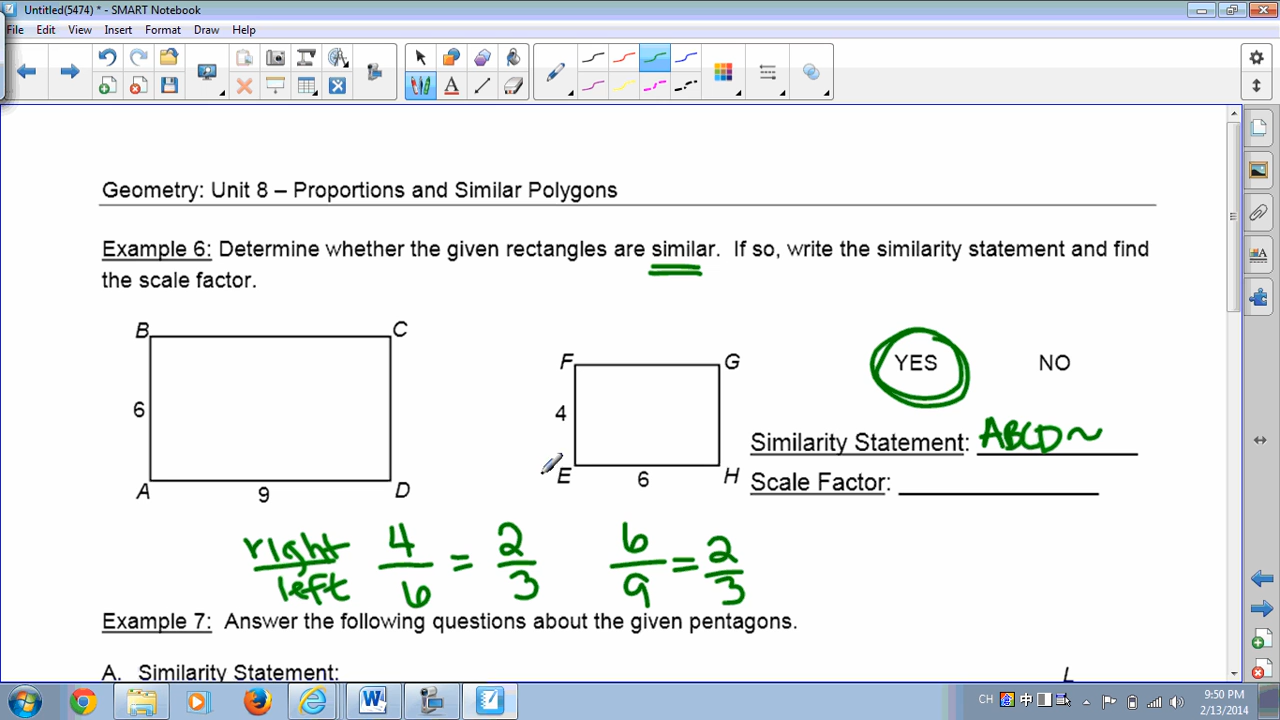 Untitled(5474) * - SMART Notebook
File Edit View Insert Format Draw Help
Geometry: Unit 8 – Proportions and Similar Polygons
Example 6: Determine whether the given rectangles are similar. If so, write the similarity statement and find
the scale factor.
B C
6
A 9 D
F G
4
E 6 H
YES NO
Similarity Statement: ABCD~
Scale Factor:
right/left 4/6 = 2/3 6/9 = 2/3
Example 7: Answer the following questions about the given pentagons.
A. Similarity Statement:
L
CH 中
9:50 PM
2/13/2014